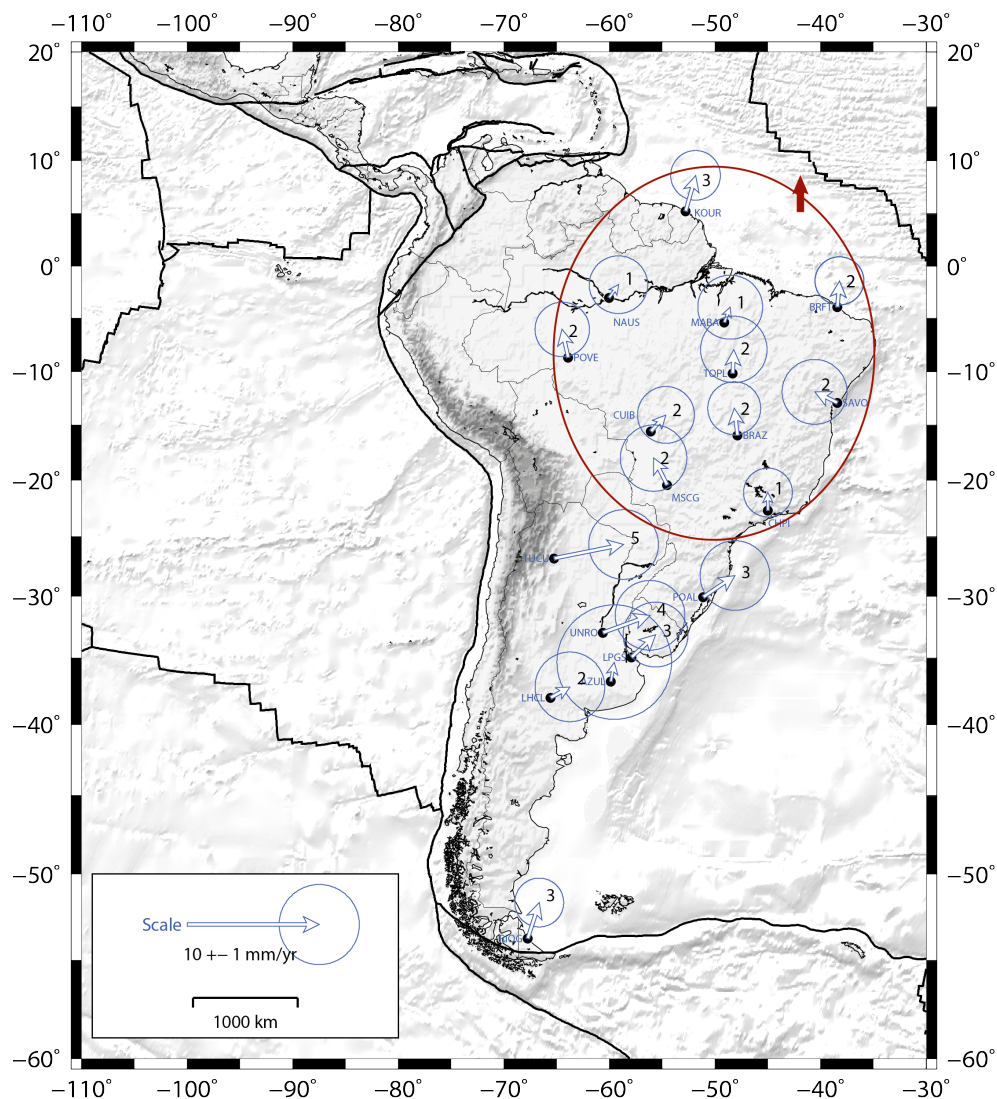 −110° −100° −90° −80° −70° −60° −50° −40° −30°
20° 20°
10° 10°
3
KOUR
0° 0°
1
2
NAUS
1
MABA
BRFT
2
POVE
2
TOPL
−10° −10°
2
SAVO
CUIB
2
2
BRAZ
2
MSCG
−20° −20°
1
CHPI
5
TUCU
3
POAL
−30° −30°
4
UNRO
3
LPGS
2
AZUL
LHCL
−40° −40°
−50° −50°
3
RIOG
Scale
10 +− 1 mm/yr
1000 km
−60° −60°
−110° −100° −90° −80° −70° −60° −50° −40° −30°